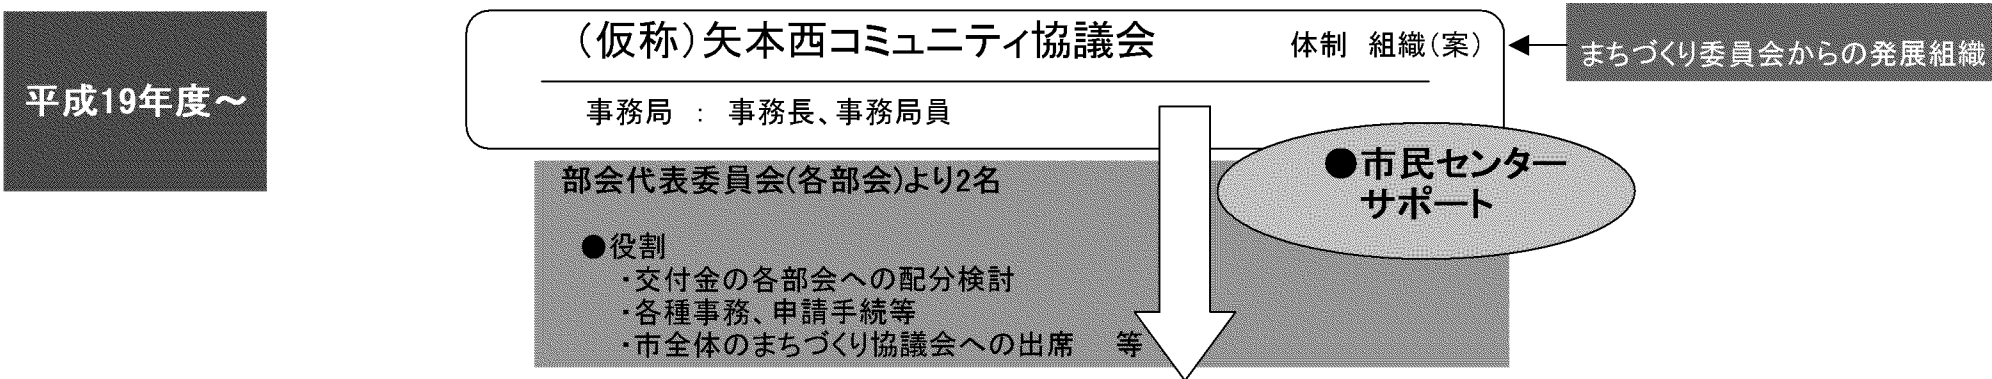 平成19年度～
（仮称）矢本西コミュニティ協議会 体制 組織（案）
まちづくり委員会からの発展組織
事務局 ： 事務長、事務局員
●市民センター
サポート
部会代表委員会(各部会)より2名
●役割
・交付金の各部会への配分検討
・各種事務、申請手続等
・市全体のまちづくり協議会への出席 等